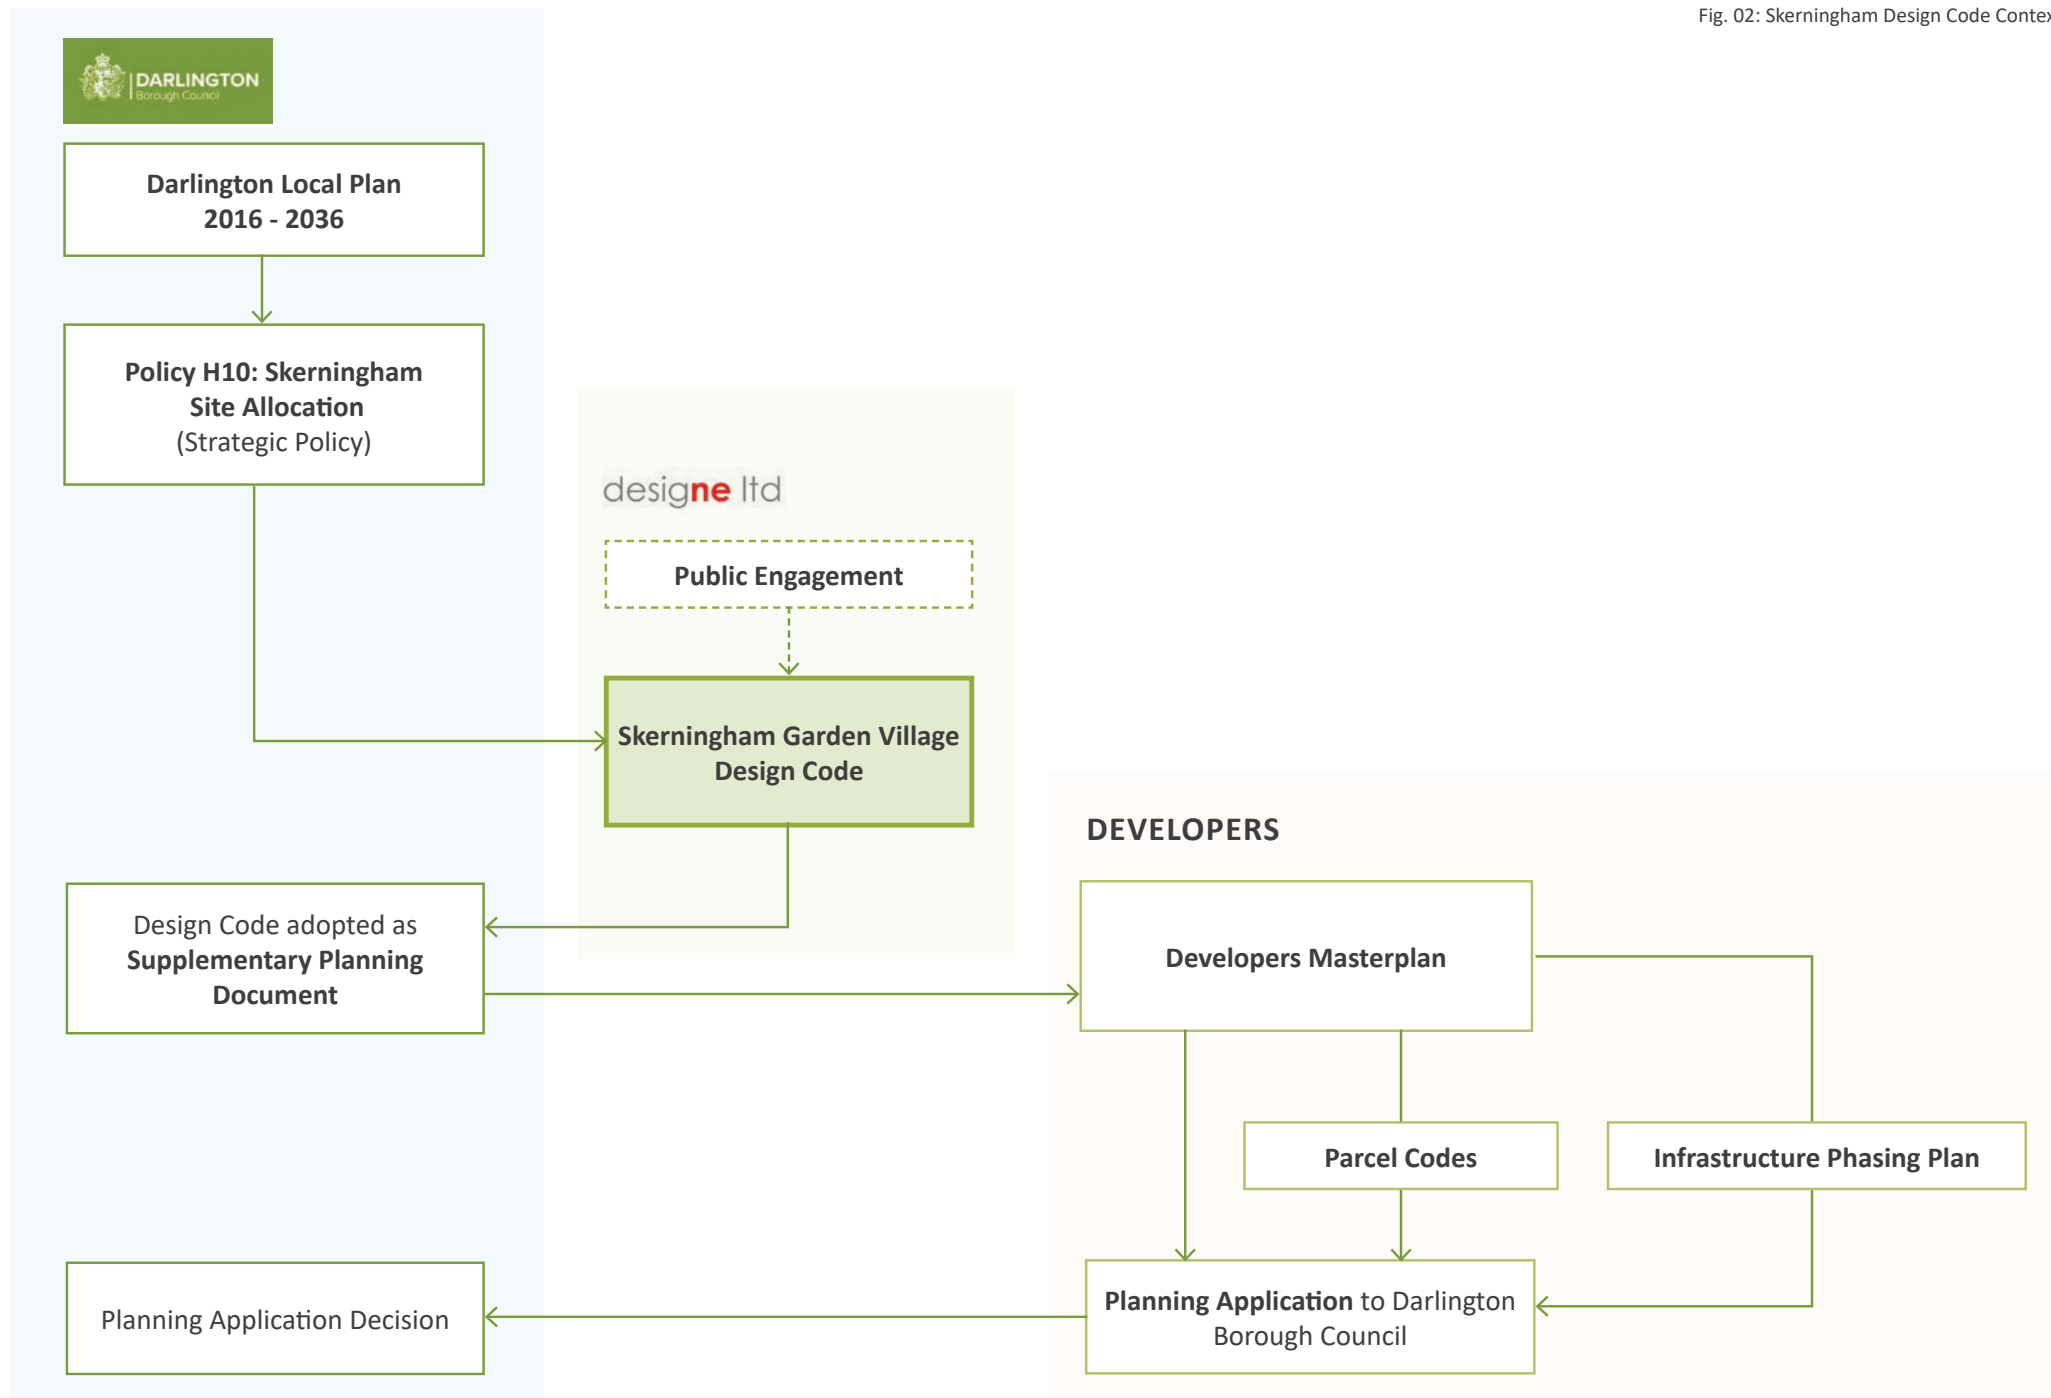 Fig. 02: Skerningham Design Code Contex
DARLINGTON
Borough Council
Darlington Local Plan
2016 - 2036
Policy H10: Skerningham
Site Allocation
(Strategic Policy)
designe ltd
Public Engagement
Skerningham Garden Village
Design Code
DEVELOPERS
Design Code adopted as
Supplementary Planning
Document
Developers Masterplan
Parcel Codes
Infrastructure Phasing Plan
Planning Application Decision
Planning Application to Darlington
Borough Council